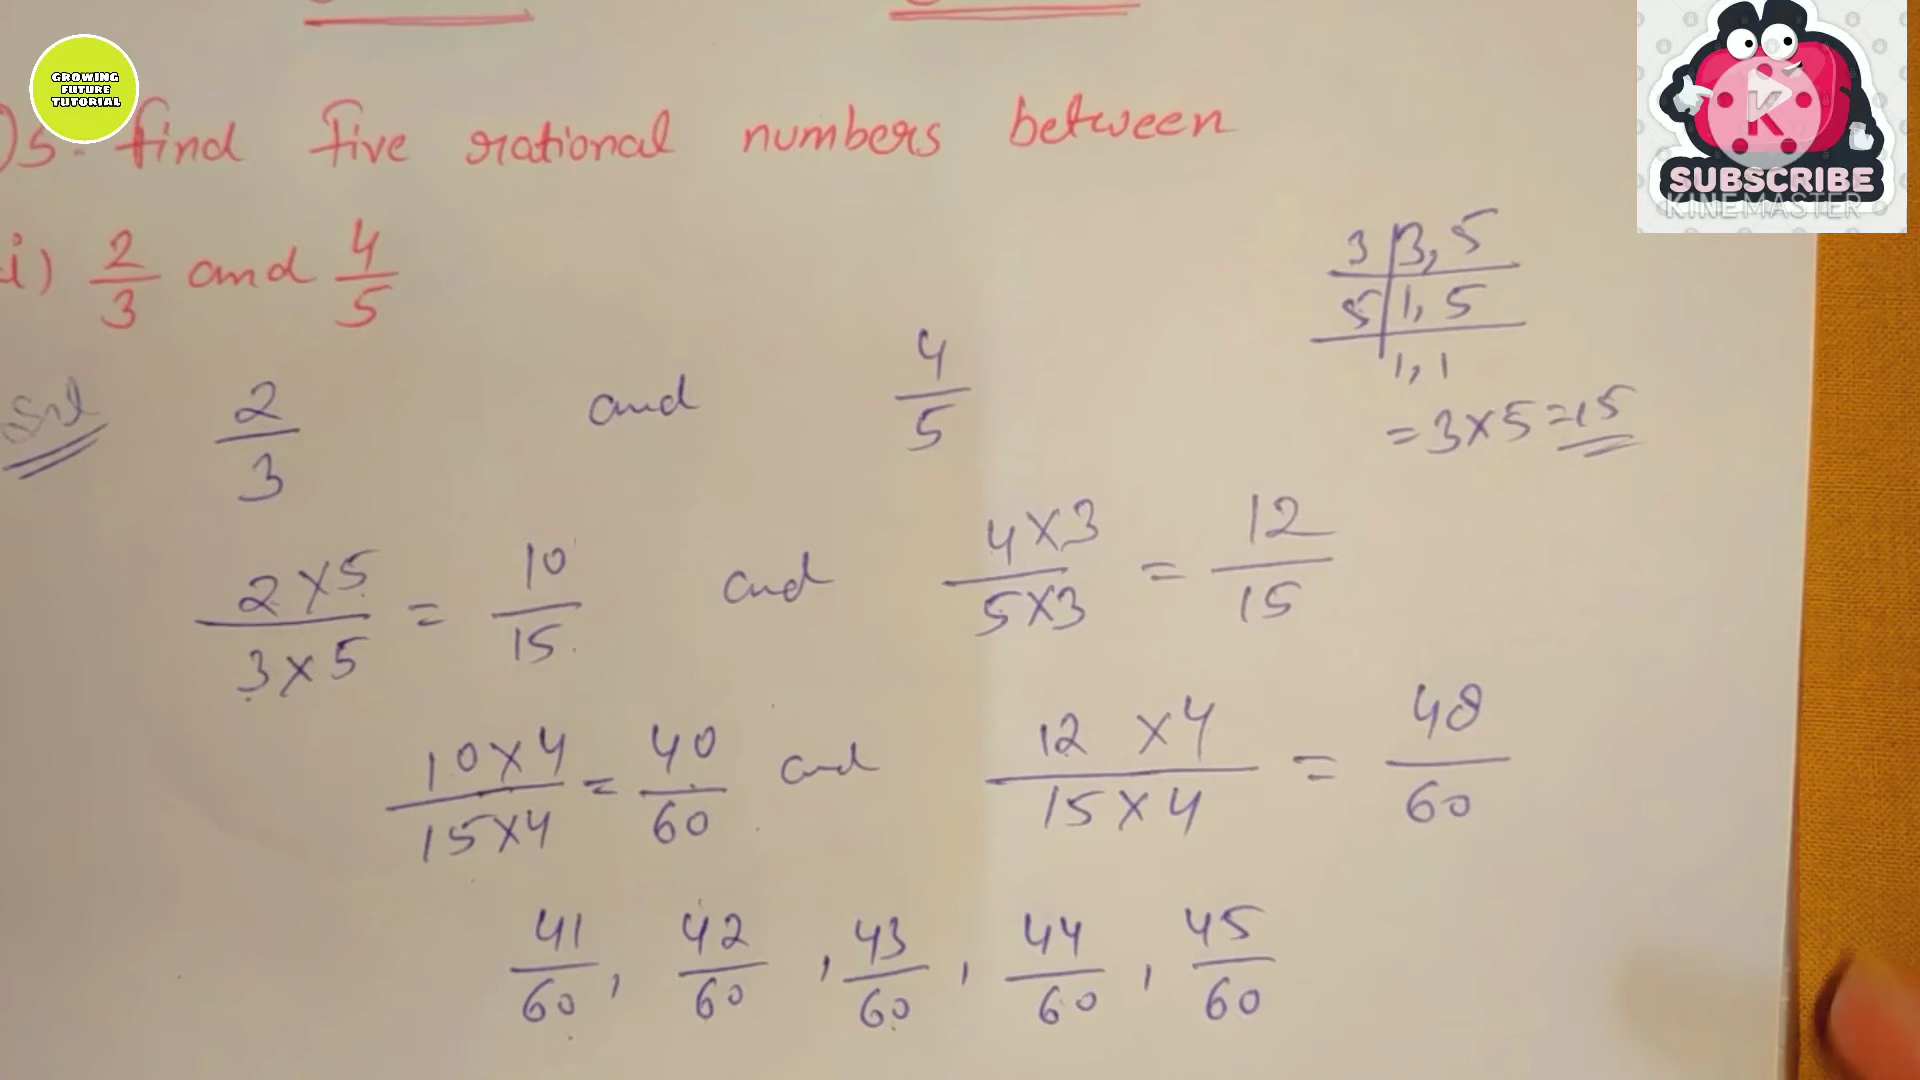 GROWING
FUTURE
TUTORIAL
SUBSCRIBE
KINEMASTER
5. find five rational numbers between
i) 2/3 and 4/5
Sol 2/3 and 4/5
3 | 3, 5
5 | 1, 5
1, 1
= 3 × 5 = 15
2 × 5 / 3 × 5 = 10/15 and 4 × 3 / 5 × 3 = 12/15
10 × 4 / 15 × 4 = 40/60 and 12 × 4 / 15 × 4 = 48/60
41/60, 42/60, 43/60, 44/60, 45/60